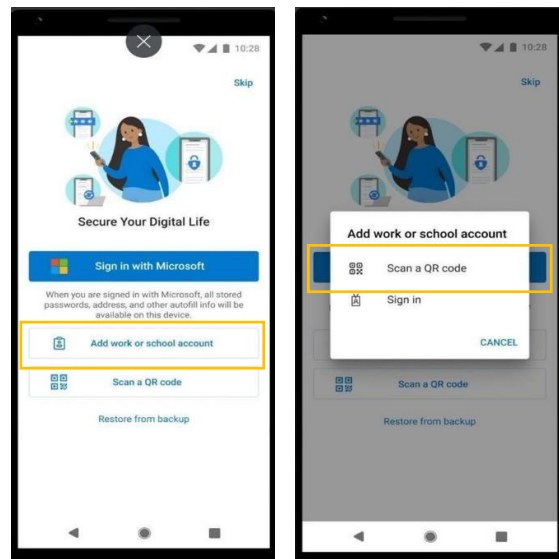 10:28
Skip
Secure Your Digital Life
Sign in with Microsoft
When you are signed in with Microsoft, all stored
passwords, address, and other autofill info will be
available on this device.
Add work or school account
Scan a QR code
Restore from backup
10:28
Skip
Add work or school account
Scan a QR code
Sign in
CANCEL
Scan a QR code
Restore from backup